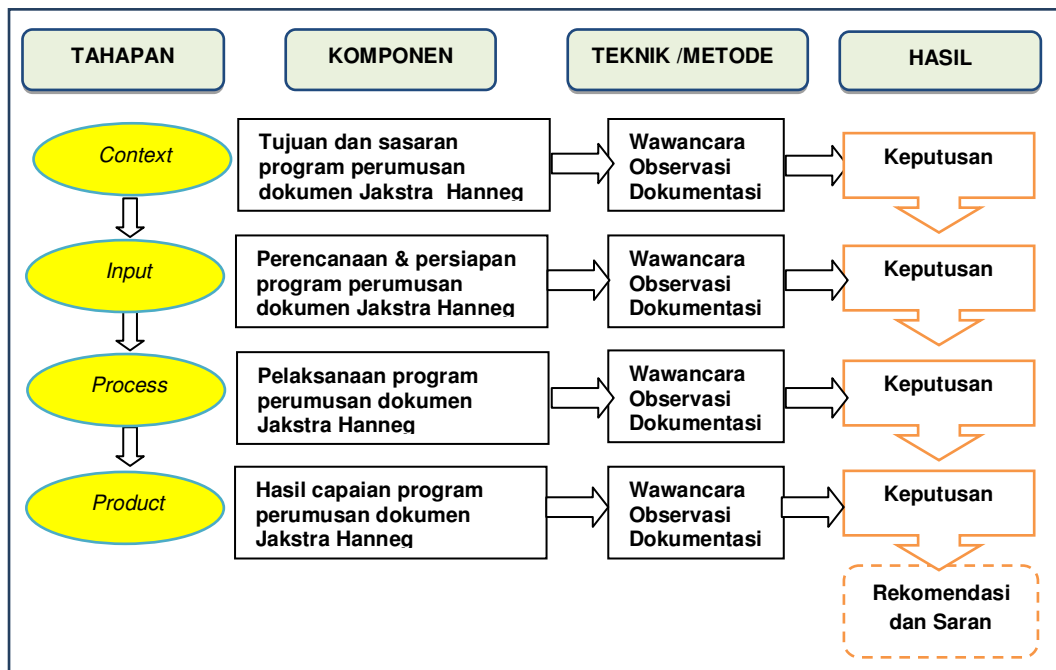 TAHAPAN
KOMPONEN
TEKNIK /METODE
HASIL
Context
Tujuan dan sasaran
program perumusan
dokumen Jakstra Hanneg
Wawancara
Observasi
Dokumentasi
Keputusan
Input
Perencanaan & persiapan
program perumusan
dokumen Jakstra Hanneg
Wawancara
Observasi
Dokumentasi
Keputusan
Process
Pelaksanaan program
perumusan dokumen
Jakstra Hanneg
Wawancara
Observasi
Dokumentasi
Keputusan
Product
Hasil capaian program
perumusan dokumen
Jakstra Hanneg
Wawancara
Observasi
Dokumentasi
Keputusan
Rekomendasi
dan Saran